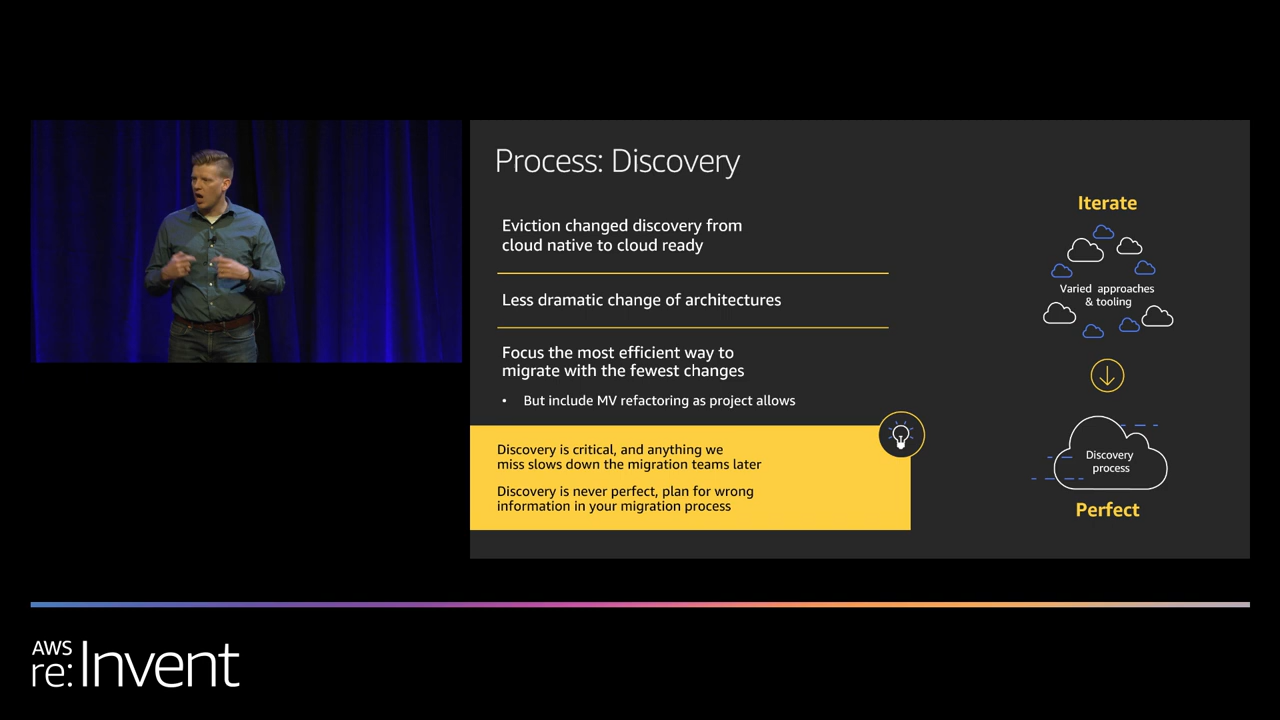 Process: Discovery
Eviction changed discovery from
cloud native to cloud ready
Less dramatic change of architectures
Focus the most efficient way to
migrate with the fewest changes
• But include MV refactoring as project allows
Discovery is critical, and anything we
miss slows down the migration teams later
Discovery is never perfect, plan for wrong
information in your migration process
Iterate
Varied approaches
& tooling
Discovery
process
Perfect
AWS
re:Invent